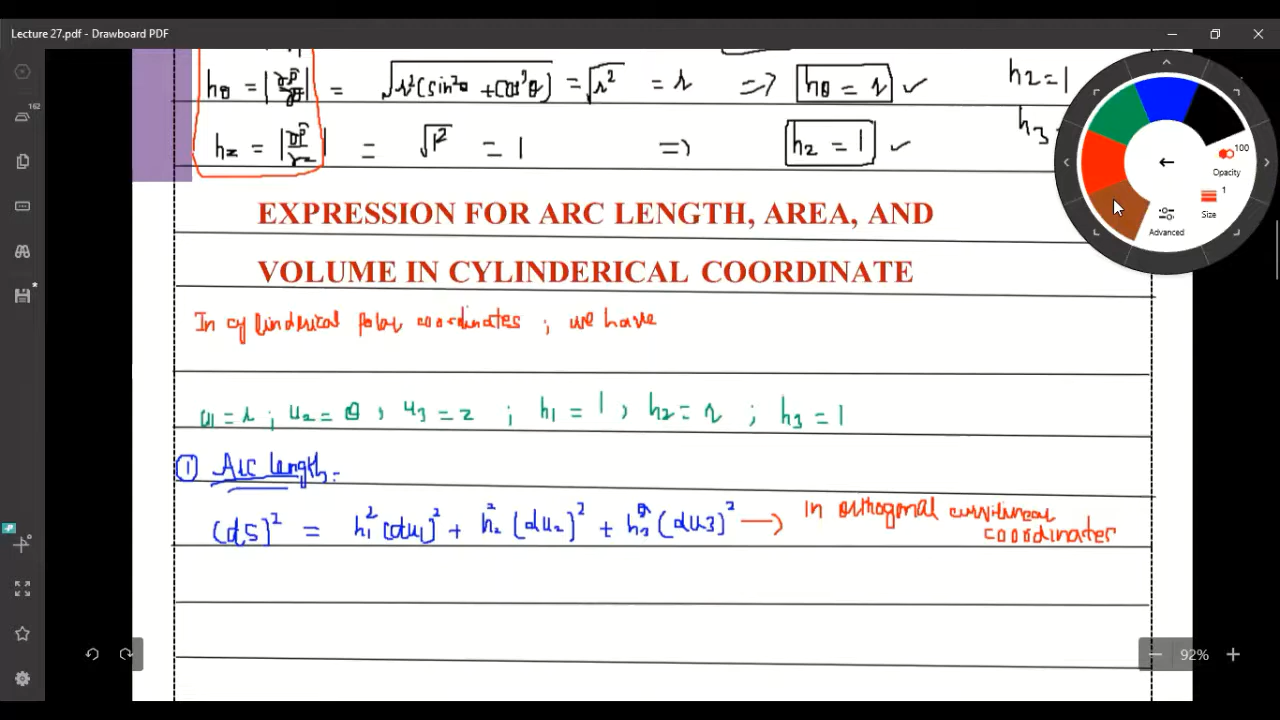 Lecture 27.pdf - Drawboard PDF
hθ = |∂r̄/∂θ| = √r²(sin²θ + cos²θ) = √r² = r => hθ = r ✓ h2 = 1
162
hz = |∂r̄/∂z| = √1² = 1 => hz = 1 ✓ h3
100
Opacity
1
Size
Advanced
EXPRESSION FOR ARC LENGTH, AREA, AND
VOLUME IN CYLINDERICAL COORDINATE
In cylinderical polar coordinates ; we have
u1 = r ; u2 = θ , u3 = z ; h1 = 1 , h2 = r ; h3 = 1
① Arc length:-
(ds)² = h1² (du1)² + h2² (du2)² + h3² (du3)² → In orthogonal curvilinear
coordinates
92%